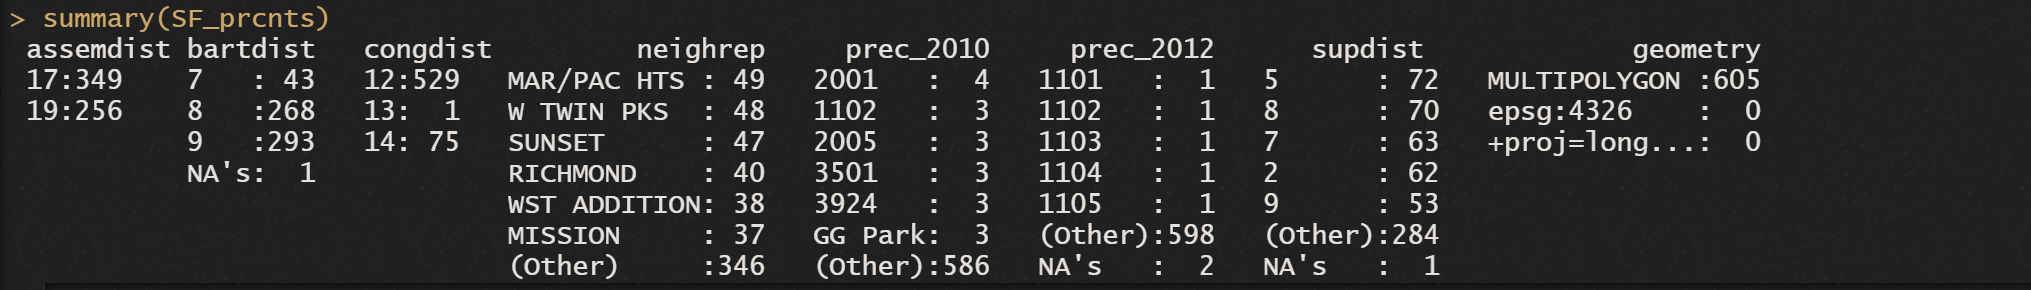 > summary(SF_prcnts)
assemdist bartdist   congdist         neighrep     prec_2010     prec_2012      supdist             geometry
17:349    7   : 43   12:529   MAR/PAC HTS : 49   2001   :  4   1101   :  1   5      : 72   MULTIPOLYGON :605
19:256    8   :268   13:  1   W TWIN PKS  : 48   1102   :  3   1102   :  1   8      : 70   epsg:4326    :  0
          9   :293   14: 75   SUNSET      : 47   2005   :  3   1103   :  1   7      : 63   +proj=long...:  0
          NA's:  1            RICHMOND    : 40   3501   :  3   1104   :  1   2      : 62
                              WST ADDITION: 38   3924   :  3   1105   :  1   9      : 53
                              MISSION     : 37   GG Park:  3   (Other):598   (Other):284
                              (Other)     :346   (Other):586   NA's   :  2   NA's   :  1